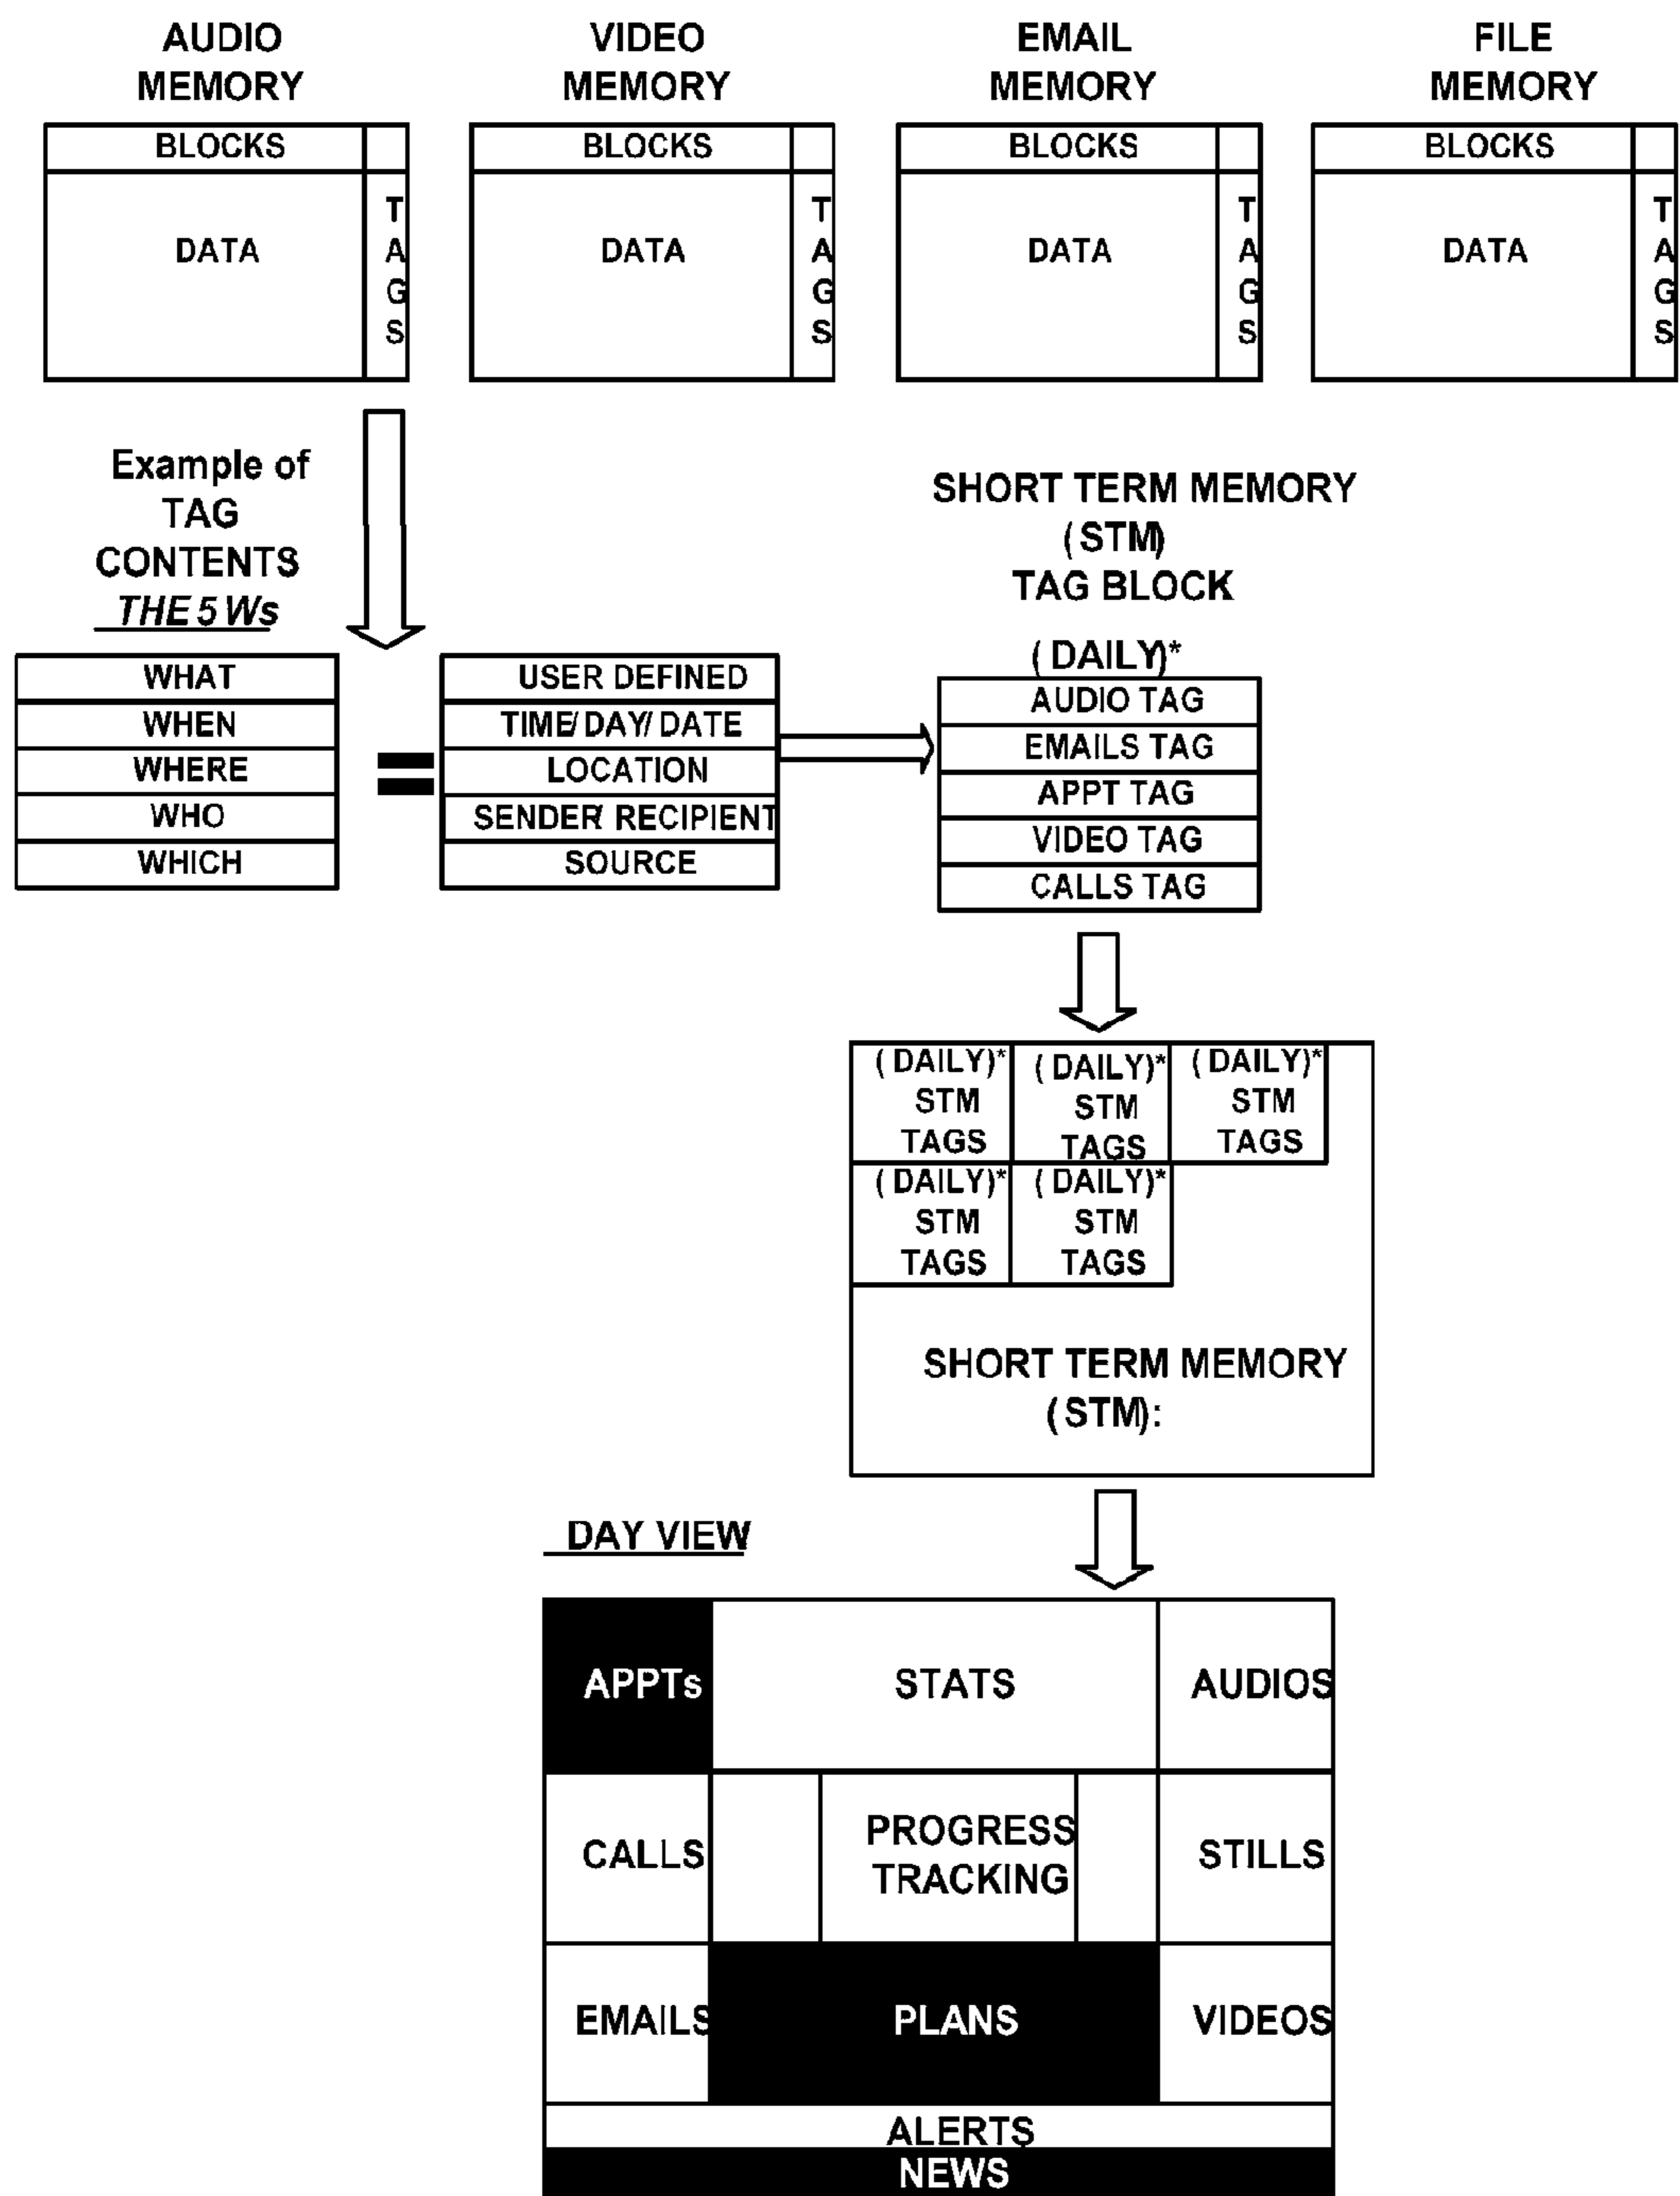 AUDIO
MEMORY
VIDEO
MEMORY
EMAIL
MEMORY
FILE
MEMORY
BLOCKS
DATA
TAGS
BLOCKS
DATA
TAGS
BLOCKS
DATA
TAGS
BLOCKS
DATA
TAGS
Example of
TAG
CONTENTS
THE 5 Ws
WHAT
WHEN
WHERE
WHO
WHICH
=
USER DEFINED
TIME/DAY/DATE
LOCATION
SENDER/RECIPIENT
SOURCE
SHORT TERM MEMORY
(STM)
TAG BLOCK
(DAILY)*
AUDIO TAG
EMAILS TAG
APPT TAG
VIDEO TAG
CALLS TAG
(DAILY)*
STM
TAGS
(DAILY)*
STM
TAGS
(DAILY)*
STM
TAGS
(DAILY)*
STM
TAGS
(DAILY)*
STM
TAGS
SHORT TERM MEMORY
(STM):
DAY VIEW
APPTs
STATS
AUDIOS
CALLS
PROGRESS
TRACKING
STILLS
EMAILS
PLANS
VIDEOS
ALERTS
NEWS